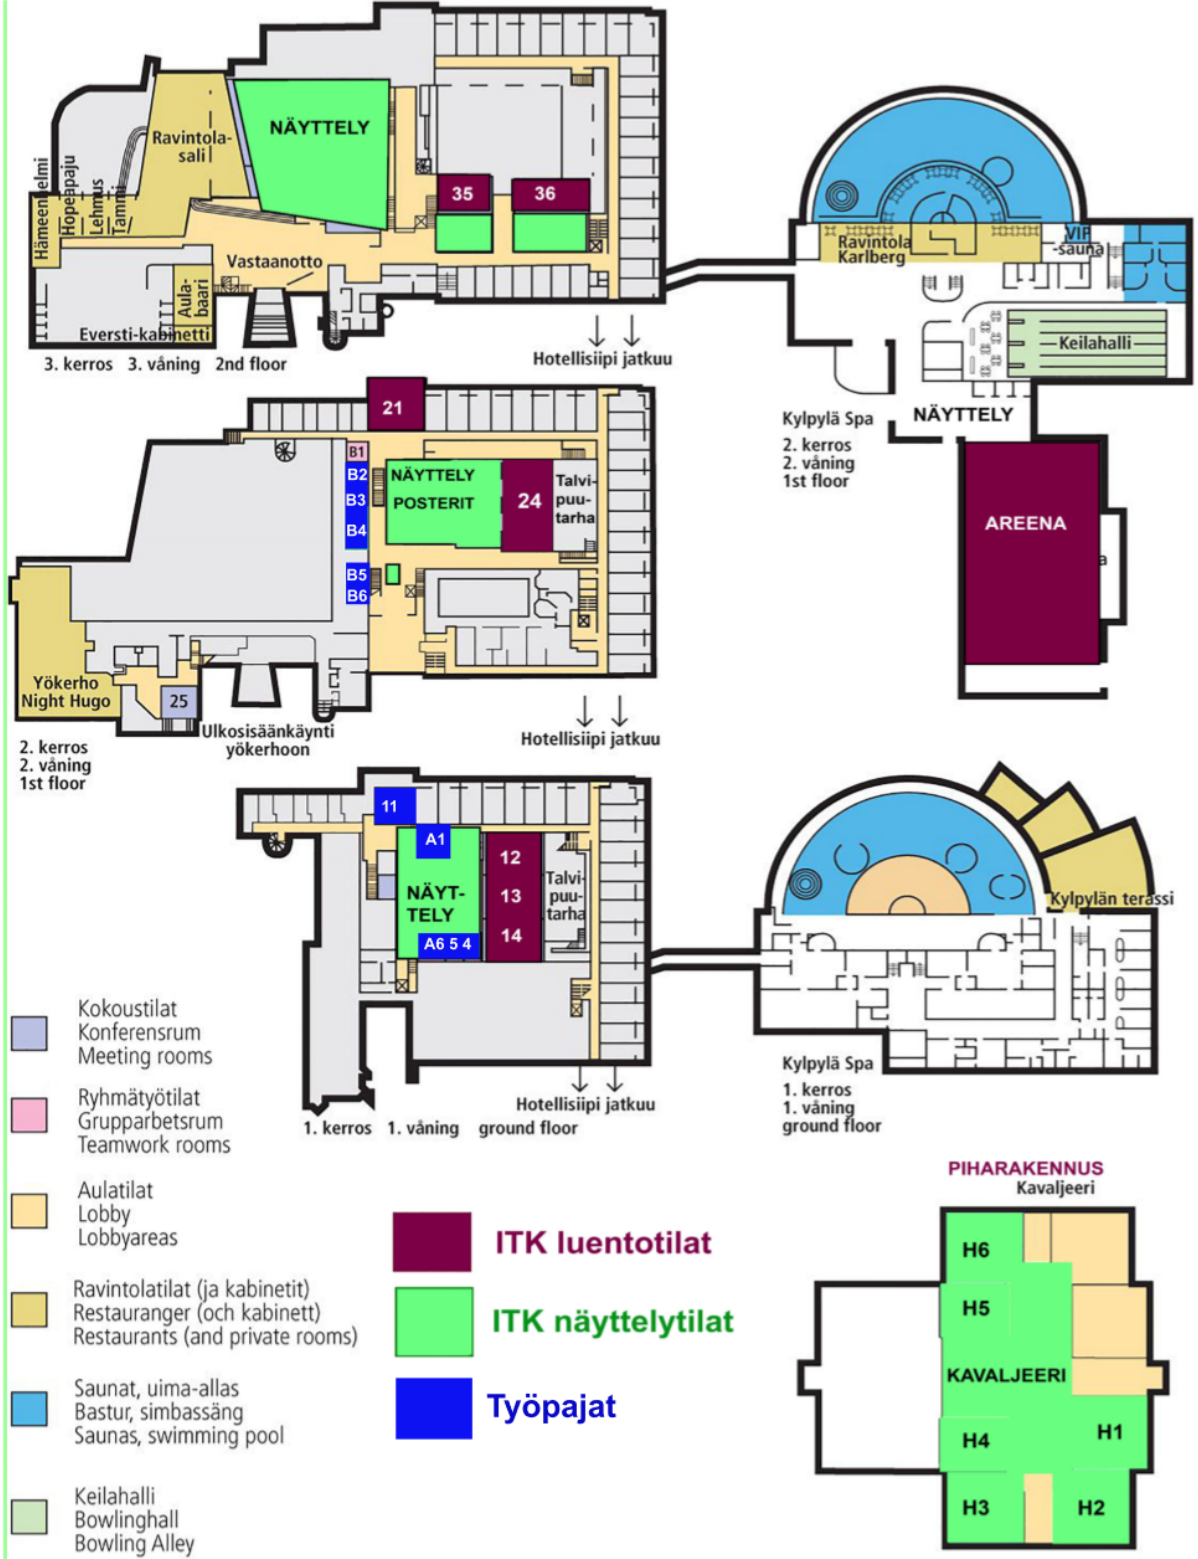 NÄYTTELY
Ravintola-
sali
Hämeenhelmi
Hopeapaju
Lehmus
Tammi
35
36
Vastaanotto
Aula-
baari
Eversti-kabinetti
3. kerros 3. våning 2nd floor
Hotellisiipi jatkuu
Ravintola
Karlberg
VIP
-sauna
Keilahalli
NÄYTTELY
Kylpylä Spa
2. kerros
2. våning
1st floor
AREENA
a
21
B1
B2
B3
B4
B5
B6
NÄYTTELY
POSTERIT
24
Talvi-
puu-
tarha
Yökerho
Night Hugo
25
Ulkosisäänkäynti
yökerhoon
Hotellisiipi jatkuu
2. kerros
2. våning
1st floor
11
A1
NÄYT-
TELY
A6 5 4
12
13
14
Talvi-
puu-
tarha
Hotellisiipi jatkuu
1. kerros 1. våning ground floor
Kylpylän terassi
Kylpylä Spa
1. kerros
1. våning
ground floor
Kokoustilat
Konferensrum
Meeting rooms
Ryhmätyötilat
Grupparbetsrum
Teamwork rooms
Aulatilat
Lobby
Lobbyareas
Ravintolatilat (ja kabinetit)
Restauranger (och kabinett)
Restaurants (and private rooms)
Saunat, uima-allas
Bastur, simbassäng
Saunas, swimming pool
Keilahalli
Bowlinghall
Bowling Alley
ITK luentotilat
ITK näyttelytilat
Työpajat
PIHARAKENNUS
Kavaljeeri
H6
H5
KAVALJEERI
H4
H1
H3
H2